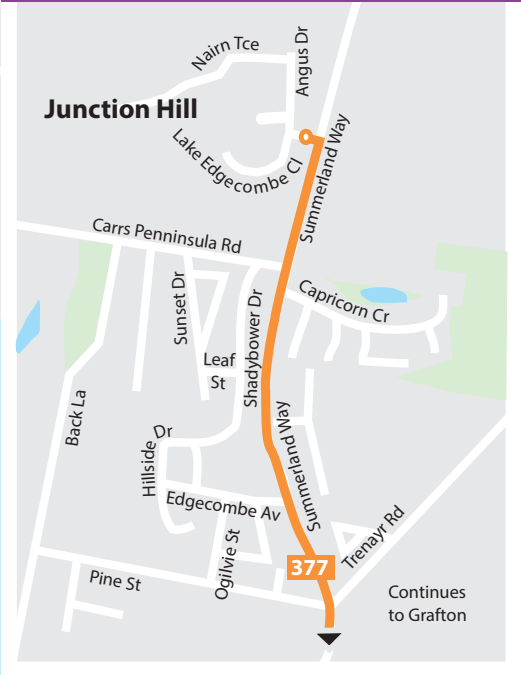 Nairn Tce
Angus Dr
Junction Hill
Lake Edgecombe Cl
Summerland Way
Carrs Penninsula Rd
Sunset Dr
Shadybower Dr
Capricorn Cr
Leaf
St
Back La
Hillside Dr
Summerland Way
Edgecombe Av
Ogilvie St
Trenayr Rd
377
Pine St
Continues
to Grafton